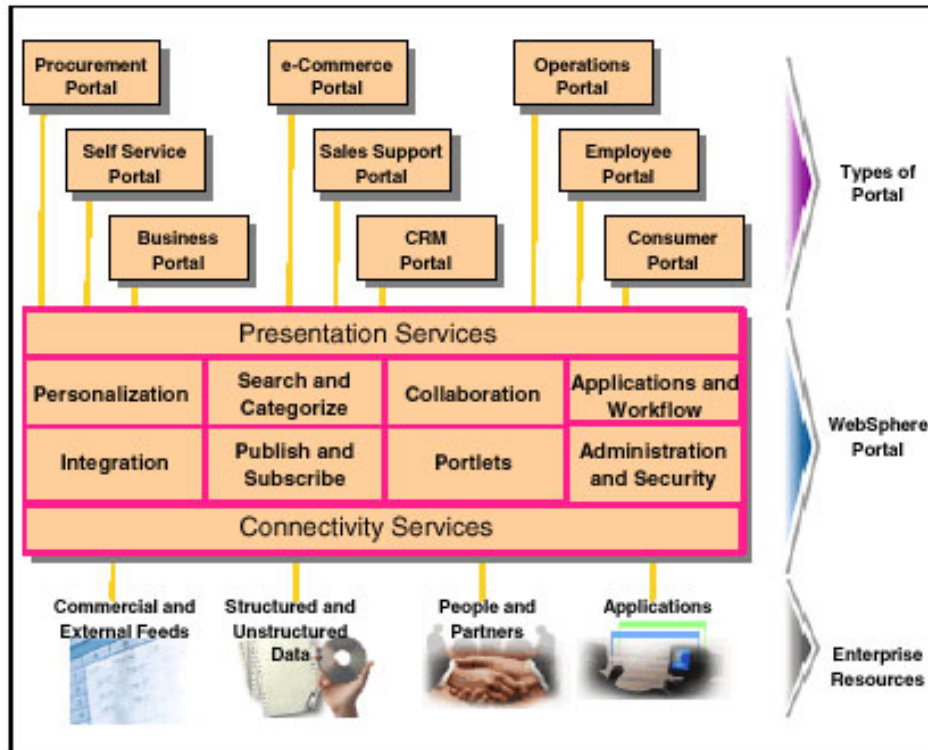 Procurement
Portal
e-Commerce
Portal
Operations
Portal
Self Service
Portal
Sales Support
Portal
Employee
Portal
Types of
Portal
Business
Portal
CRM
Portal
Consumer
Portal
Presentation Services
Personalization
Search and
Categorize
Collaboration
Applications and
Workflow
WebSphere
Portal
Integration
Publish and
Subscribe
Portlets
Administration
and Security
Connectivity Services
Commercial and
External Feeds
Structured and
Unstructured
Data
People and
Partners
Applications
Enterprise
Resources